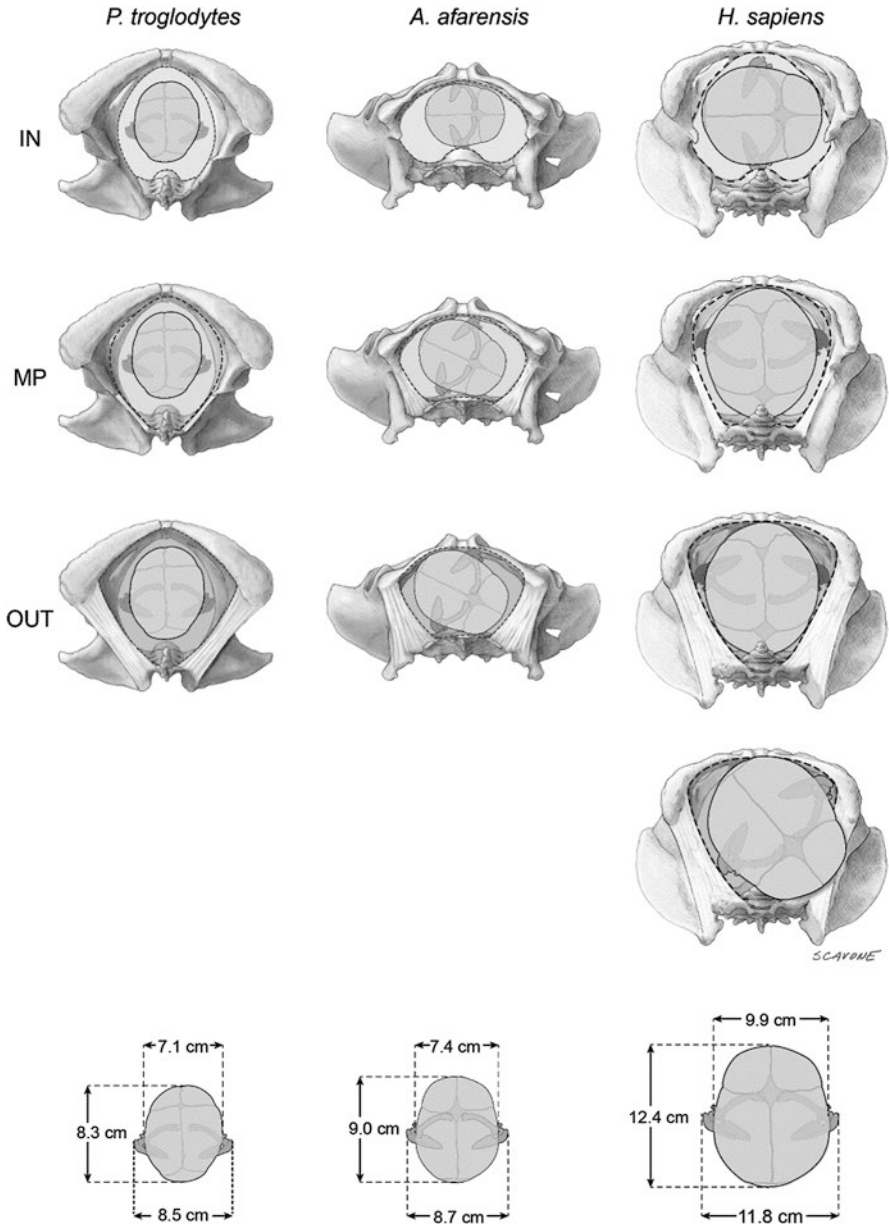 P. troglodytes A. afarensis H. sapiens
IN
MP
OUT
SCAVONE
9.9 cm
7.1 cm 7.4 cm
12.4 cm
8.3 cm 9.0 cm
8.5 cm 8.7 cm 11.8 cm